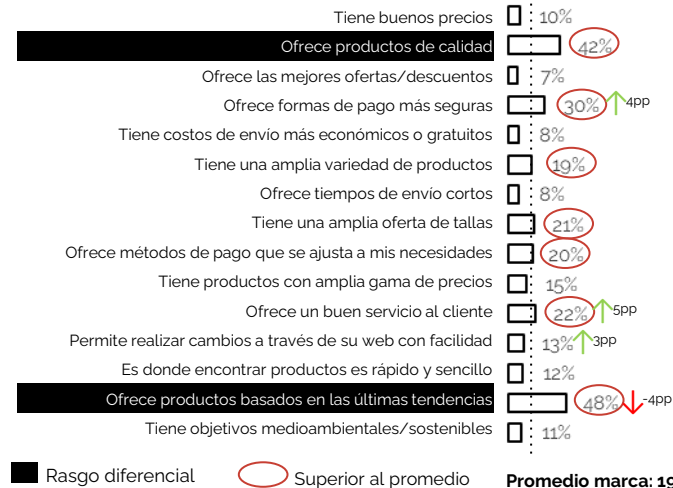 Tiene buenos precios 10%
Ofrece productos de calidad 42%
Ofrece las mejores ofertas/descuentos 7%
Ofrece formas de pago más seguras 30% 4pp
Tiene costos de envío más económicos o gratuitos 8%
Tiene una amplia variedad de productos 19%
Ofrece tiempos de envío cortos 8%
Tiene una amplia oferta de tallas 21%
Ofrece métodos de pago que se ajusta a mis necesidades 20%
Tiene productos con amplia gama de precios 15%
Ofrece un buen servicio al cliente 22% 5pp
Permite realizar cambios a través de su web con facilidad 13% 3pp
Es donde encontrar productos es rápido y sencillo 12%
Ofrece productos basados en las últimas tendencias 48% -4pp
Tiene objetivos medioambientales/sostenibles 11%
Rasgo diferencial Superior al promedio Promedio marca: 19